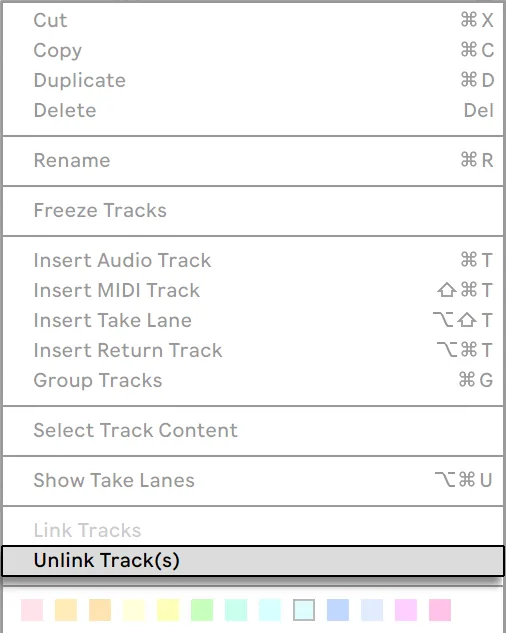 Cut ⌘X
Copy ⌘C
Duplicate ⌘D
Delete Del
Rename ⌘R
Freeze Tracks
Insert Audio Track ⌘T
Insert MIDI Track ⇧⌘T
Insert Take Lane ⌥⇧T
Insert Return Track ⌥⌘T
Group Tracks ⌘G
Select Track Content
Show Take Lanes ⌥⌘U
Link Tracks
Unlink Track(s)